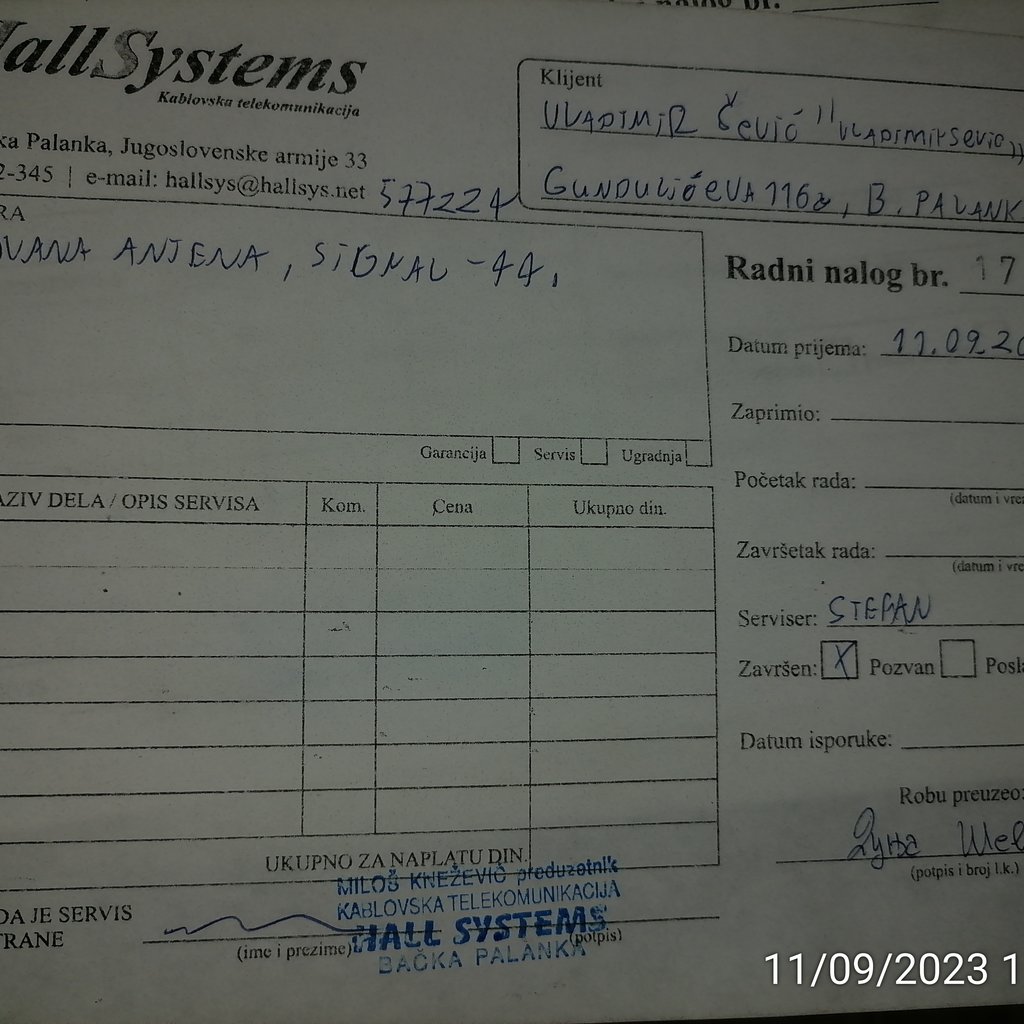 HallSystems
Kablovska telekomunikacija
ka Palanka, Jugoslovenske armije 33
2-345 | e-mail: hallsys@hallsys.net
577224
Klijent
VLADIMIR ČEVIĆ "VLADIMIRSEVIC"
GUNDULIĆEVA 116a, B. PALANK
RA
OVANA ANTENA, SIGNAL -44.
Garancija Servis Ugradnja
Radni nalog br. 17
Datum prijema: 11.09.20
Zaprimio:
Početak rada:
(datum i vre
Završetak rada:
(datum i vre
Serviser: STEFAN
Završen: X Pozvan Posla
Datum isporuke:
Robu preuzeo:
(potpis i broj l.k.)
AZIV DELA / OPIS SERVISA Kom. Cena Ukupno din.
UKUPNO ZA NAPLATU DIN.
DA JE SERVIS
TRANE
(ime i prezime) (potpis)
MILOŠ KNEŽEVIĆ preduzetnik
KABLOVSKA TELEKOMUNIKACIJA
HALL SYSTEMS
BAČKA PALANKA
11/09/2023 1